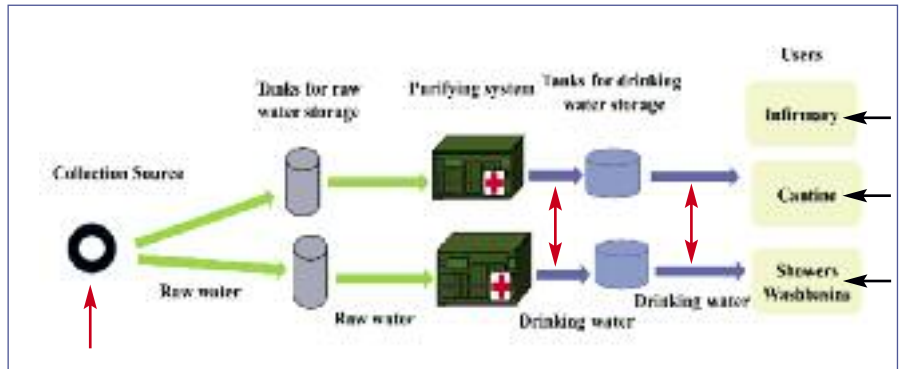 Users
Tanks for raw
water storage
Purifying system
Tanks for drinking
water storage
Infirmary
Collection Source
Cantine
Raw water
Showers
Washbasins
Raw water
Drinking water
Drinking water